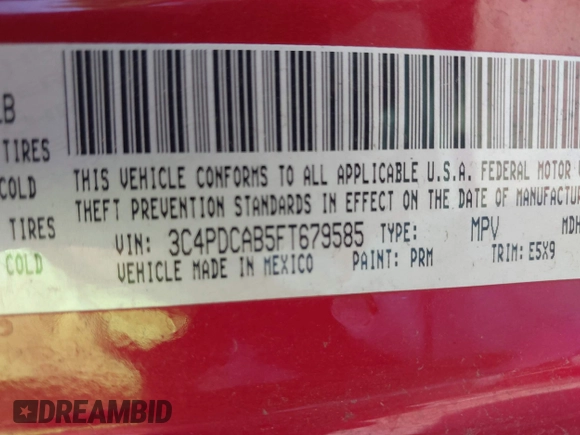 LB
TIRES
COLD
TIRES
COLD
THIS VEHICLE CONFORMS TO ALL APPLICABLE U.S.A. FEDERAL MOTOR
THEFT PREVENTION STANDARDS IN EFFECT ON THE DATE OF MANUFACTU
VIN: 3C4PDCAB5FT679585 TYPE: MPV MDH
VEHICLE MADE IN MEXICO PAINT: PRM TRIM: E5X9
DREAMBID